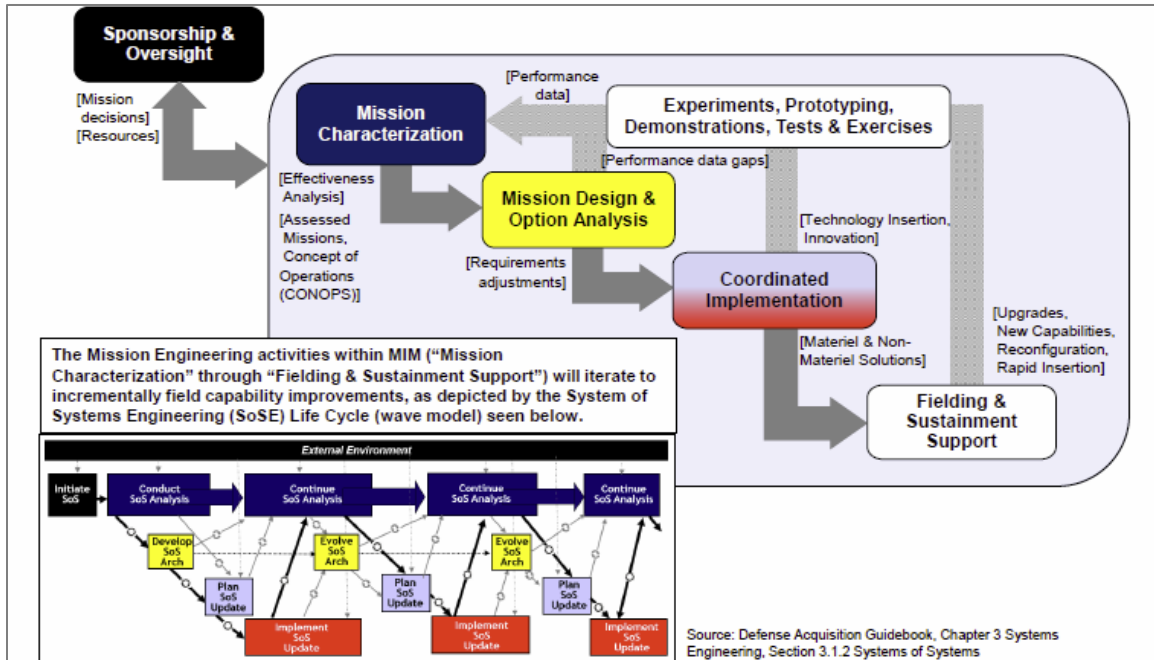 Sponsorship &
Oversight
[Mission
decisions]
[Resources]
[Performance
data]
Mission
Characterization
Experiments, Prototyping,
Demonstrations, Tests & Exercises
[Performance data gaps]
[Effectiveness
Analysis]
[Assessed
Missions,
Concept of
Operations
(CONOPS)]
Mission Design &
Option Analysis
[Technology Insertion,
Innovation]
[Requirements
adjustments]
Coordinated
Implementation
[Upgrades,
New Capabilities,
Reconfiguration,
Rapid Insertion]
[Materiel & Non-
Materiel Solutions]
Fielding &
Sustainment
Support
The Mission Engineering activities within MIM (“Mission
Characterization” through “Fielding & Sustainment Support”) will iterate to
incrementally field capability improvements, as depicted by the System of
Systems Engineering (SoSE) Life Cycle (wave model) seen below.
External Environment
Initiate
SoS
Conduct
SoS Analysis
Continue
SoS Analysis
Continue
SoS Analysis
Continue
SoS Analysis
Develop
SoS
Arch
Evolve
SoS
Arch
Evolve
SoS
Arch
Plan
SoS
Update
Plan
SoS
Update
Plan
SoS
Update
Implement
SoS
Update
Implement
SoS
Update
Implement
SoS
Update
Source: Defense Acquisition Guidebook, Chapter 3 Systems
Engineering, Section 3.1.2 Systems of Systems